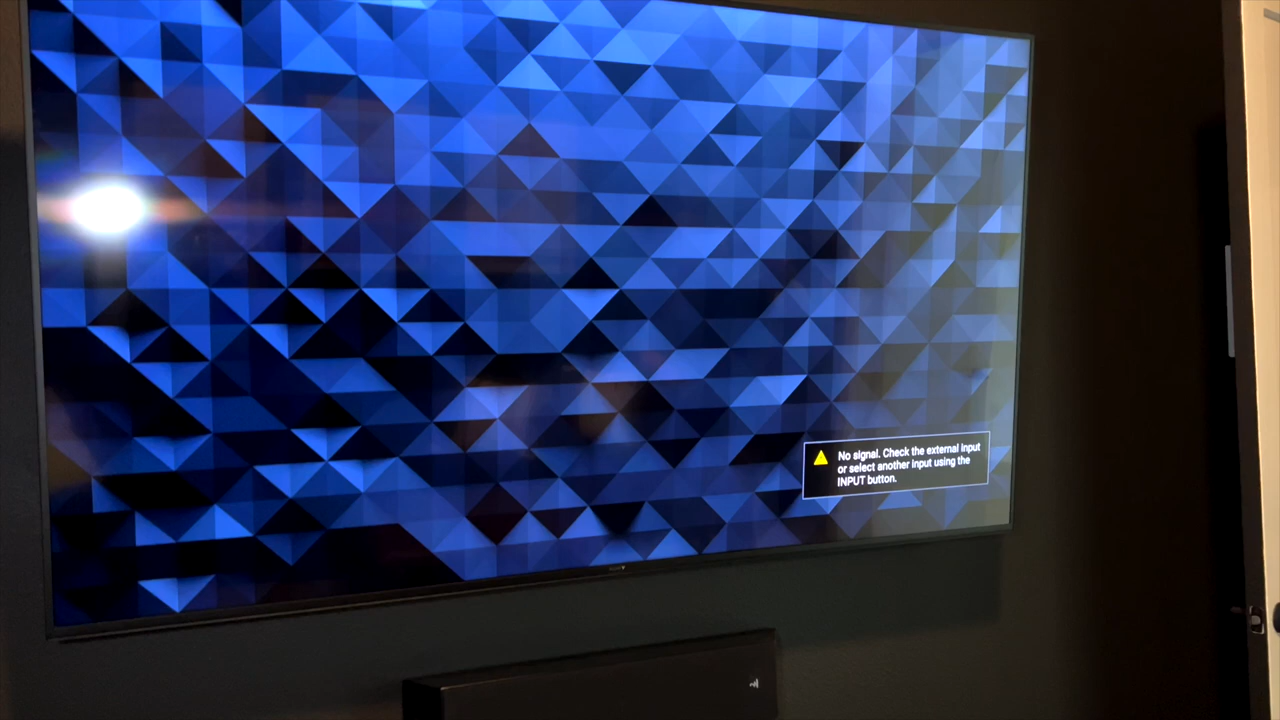 No signal. Check the external input
or select another input using the
INPUT button.